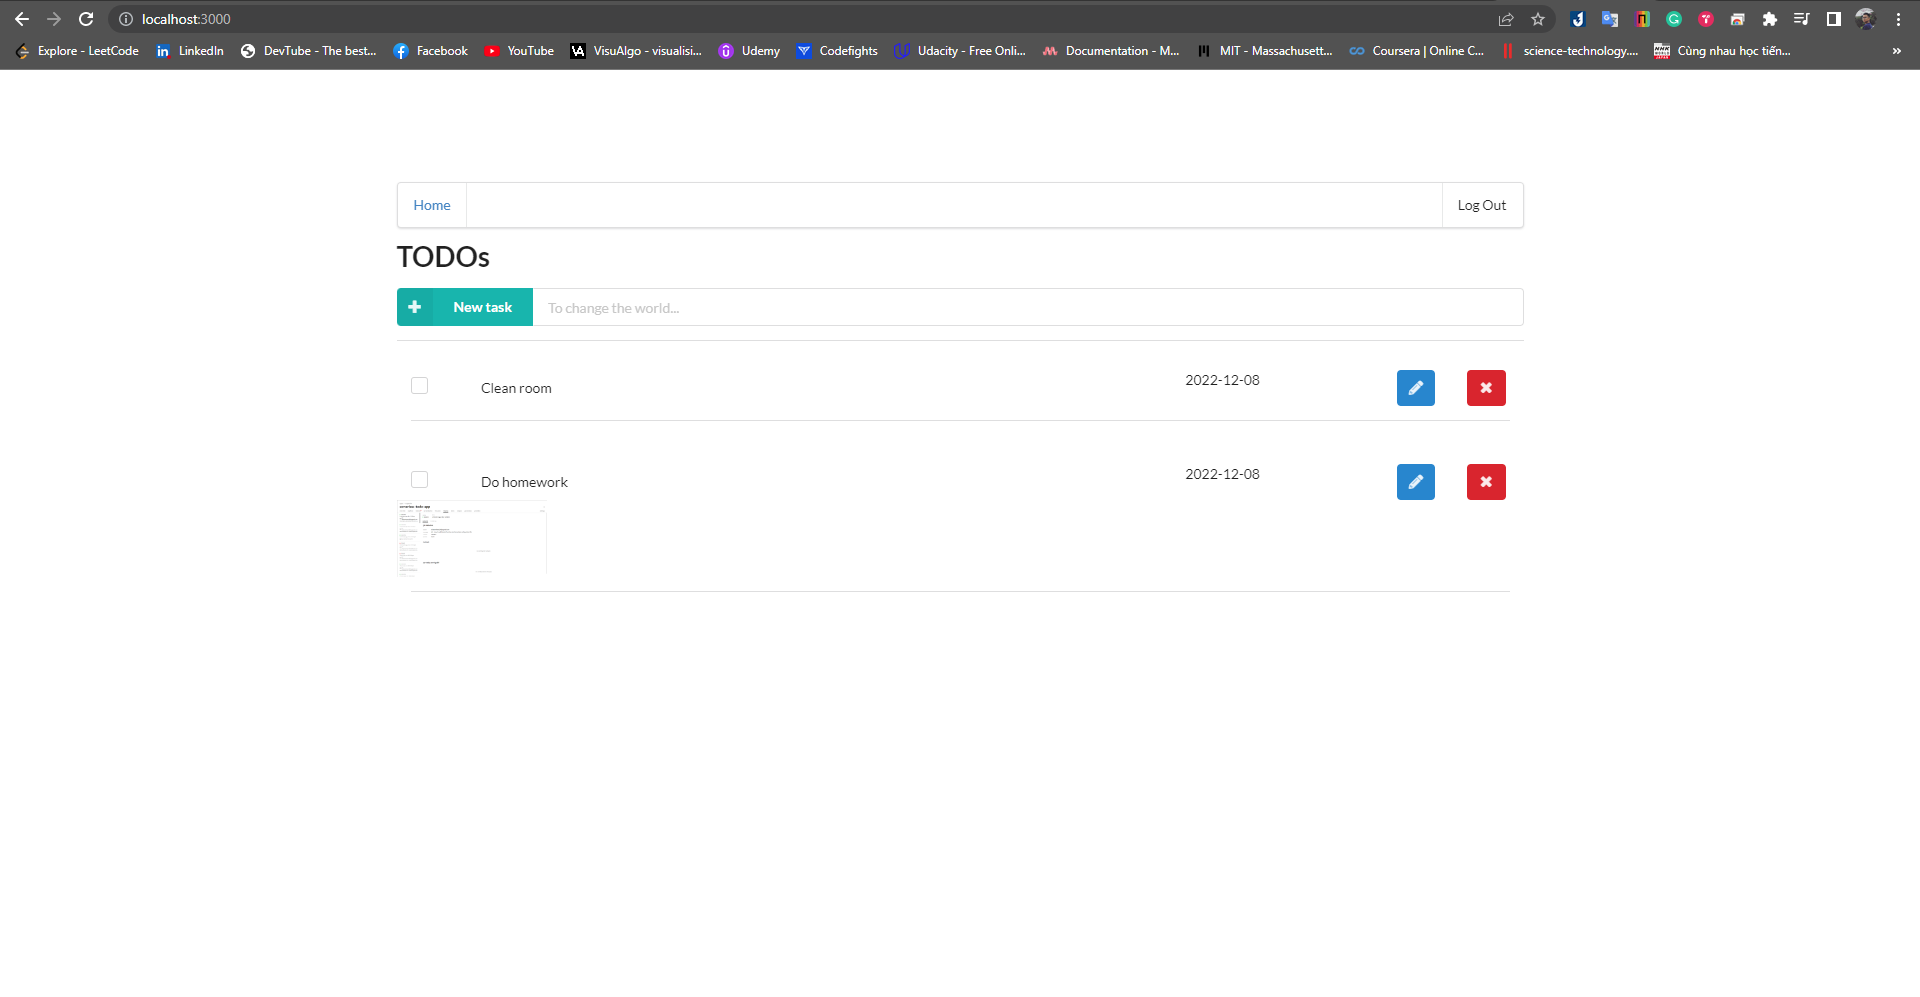 localhost:3000
Explore - LeetCode LinkedIn DevTube - The best... Facebook YouTube VisuAlgo - visualisi... Udemy Codefights Udacity - Free Onli... Documentation - M... MIT - Massachusett... Coursera | Online C... science-technology.... Cùng nhau học tiến... »
Home Log Out
TODOs
New task To change the world...
Clean room 2022-12-08
Do homework 2022-12-08